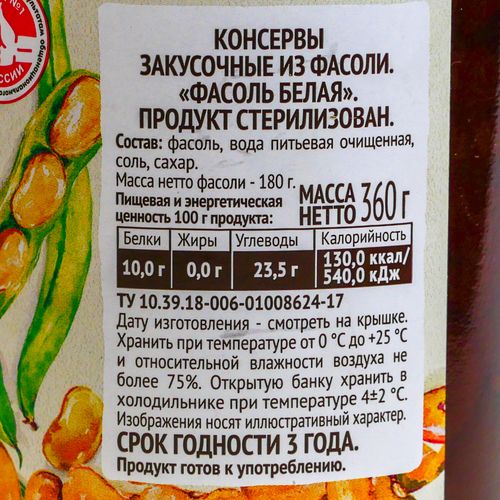 №1
РОССИИ
КОНСЕРВЫ
ЗАКУСОЧНЫЕ ИЗ ФАСОЛИ.
«ФАСОЛЬ БЕЛАЯ».
ПРОДУКТ СТЕРИЛИЗОВАН.
Состав: фасоль, вода питьевая очищенная,
соль, сахар.
Масса нетто фасоли - 180 г.
Пищевая и энергетическая
ценность 100 г продукта:
МАССА
НЕТТО 360 г
Белки Жиры Углеводы Калорийность
10,0 г 0,0 г 23,5 г 130,0 ккал/
540,0 кДж
ТУ 10.39.18-006-01008624-17
Дату изготовления - смотреть на крышке.
Хранить при температуре от 0 °С до +25 °С
и относительной влажности воздуха не
более 75%. Открытую банку хранить в
холодильнике при температуре 4±2 °С.
Изображения носят иллюстративный характер.
СРОК ГОДНОСТИ 3 ГОДА.
Продукт готов к употреблению.